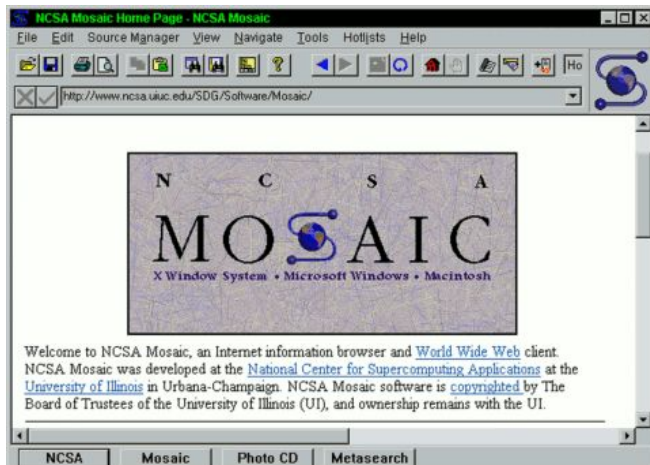 NCSA Mosaic Home Page - NCSA Mosaic
File Edit Source Manager View Navigate Tools Hotlists Help
Ho
http://www.ncsa.uiuc.edu/SDG/Software/Mosaic/
N C S A
MOSAIC
X Window System • Microsoft Windows • Macintosh
Welcome to NCSA Mosaic, an Internet information browser and World Wide Web client.
NCSA Mosaic was developed at the National Center for Supercomputing Applications at the
University of Illinois in Urbana-Champaign. NCSA Mosaic software is copyrighted by The
Board of Trustees of the University of Illinois (UI), and ownership remains with the UI.
NCSA Mosaic Photo CD Metasearch